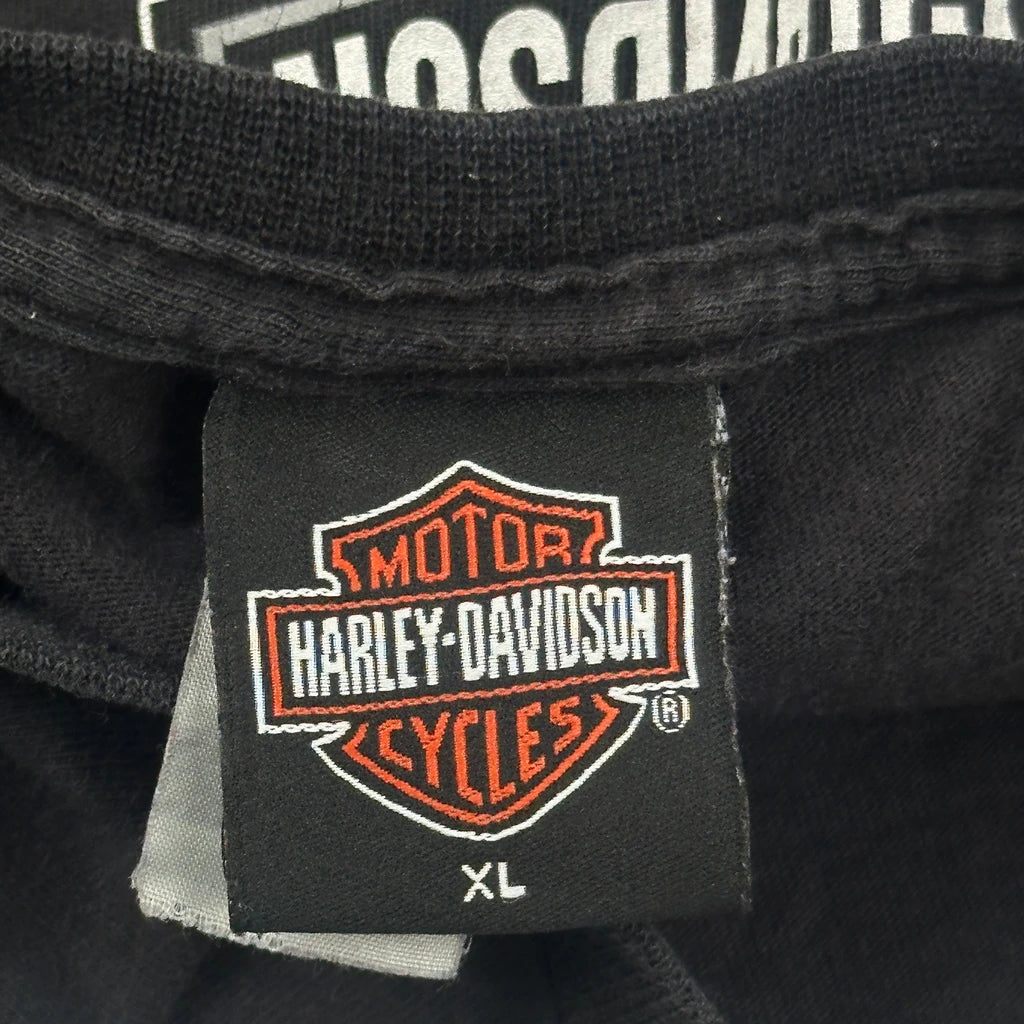 MOTOR
HARLEY-DAVIDSON
®
CYCLES
XL